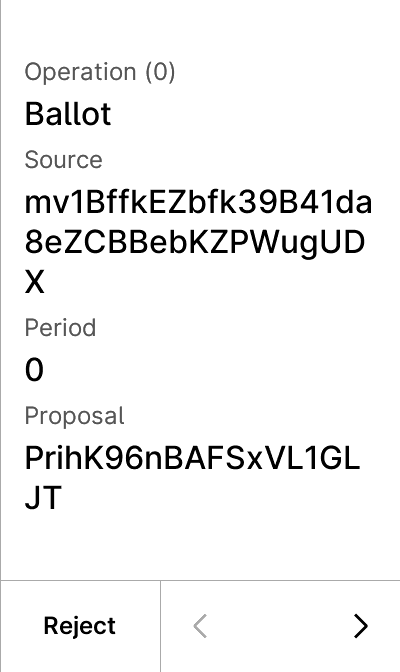 Operation (0)
Ballot
Source
mv1BffkEZbfk39B41da
8eZCBBebKZPWugUD
X
Period
0
Proposal
PrihK96nBAFSxVL1GL
JT
Reject